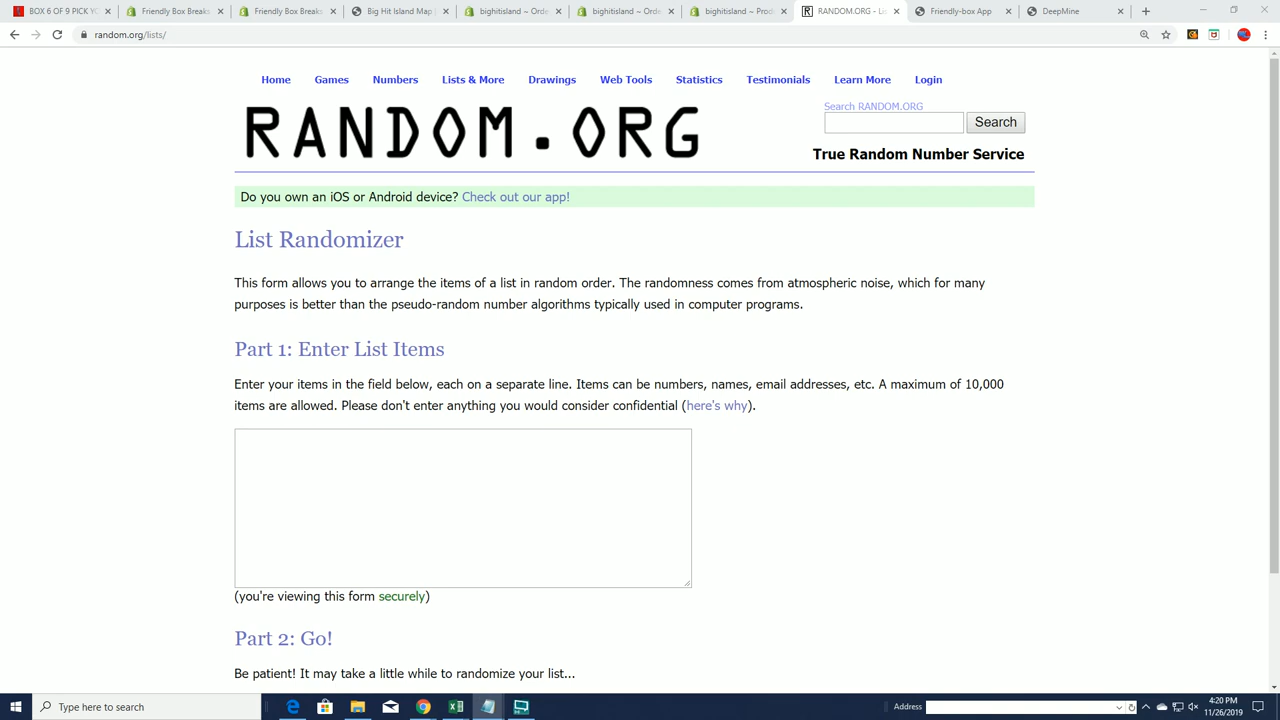 BOX 6 OF 9 PICK YO
Friendly Box Breaks
Friendly Box Breaks
Big Hit Island Map
bighitisland ~ Orde
bighitisland ~ Orde
bighitisland ~ Prod
RANDOM.ORG - Li
Friendly-box App
DeepMine
random.org/lists/
Home Games Numbers Lists & More Drawings Web Tools Statistics Testimonials Learn More Login
RANDOM.ORG
Search RANDOM.ORG
Search
True Random Number Service
Do you own an iOS or Android device? Check out our app!
List Randomizer
This form allows you to arrange the items of a list in random order. The randomness comes from atmospheric noise, which for many
purposes is better than the pseudo-random number algorithms typically used in computer programs.
Part 1: Enter List Items
Enter your items in the field below, each on a separate line. Items can be numbers, names, email addresses, etc. A maximum of 10,000
items are allowed. Please don't enter anything you would consider confidential (here's why).
(you're viewing this form securely)
Part 2: Go!
Be patient! It may take a little while to randomize your list...
Type here to search
Address
4:20 PM
11/26/2019